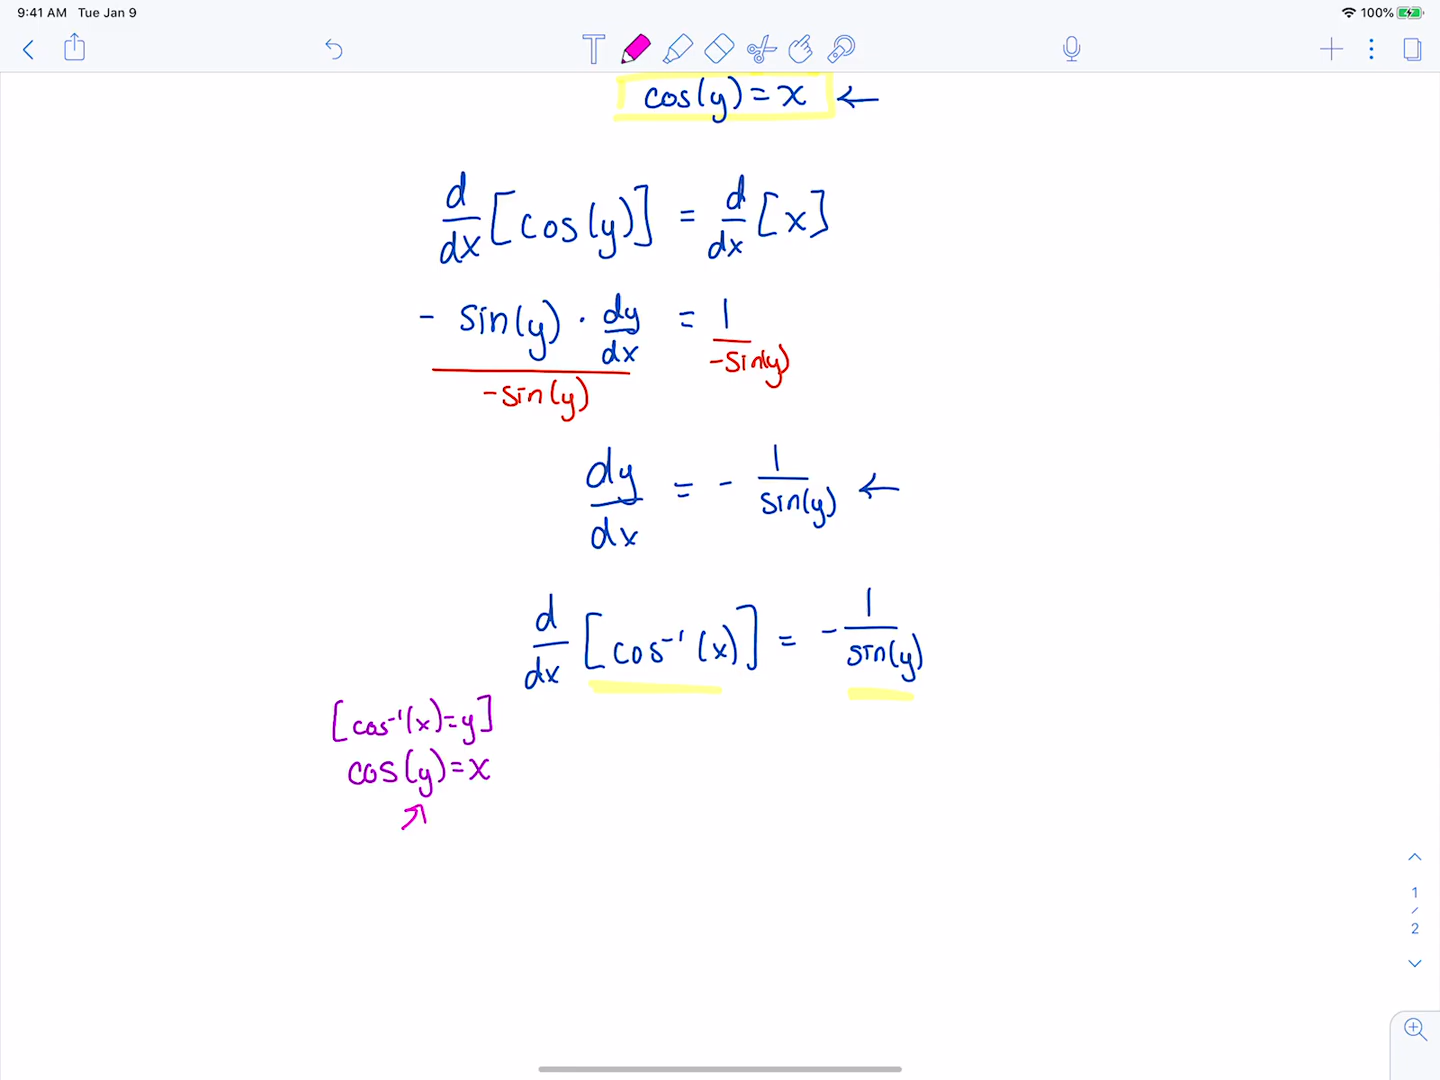 9:41 AM Tue Jan 9 100%
T
cos(y) = x ←
d/dx [cos(y)] = d/dx [x]
- sin(y) · dy/dx = 1
-sin(y) -sin(y)
dy/dx = - 1/sin(y) ←
d/dx [cos⁻¹(x)] = - 1/sin(y)
[cos⁻¹(x)=y]
cos(y)=x
1
/
2